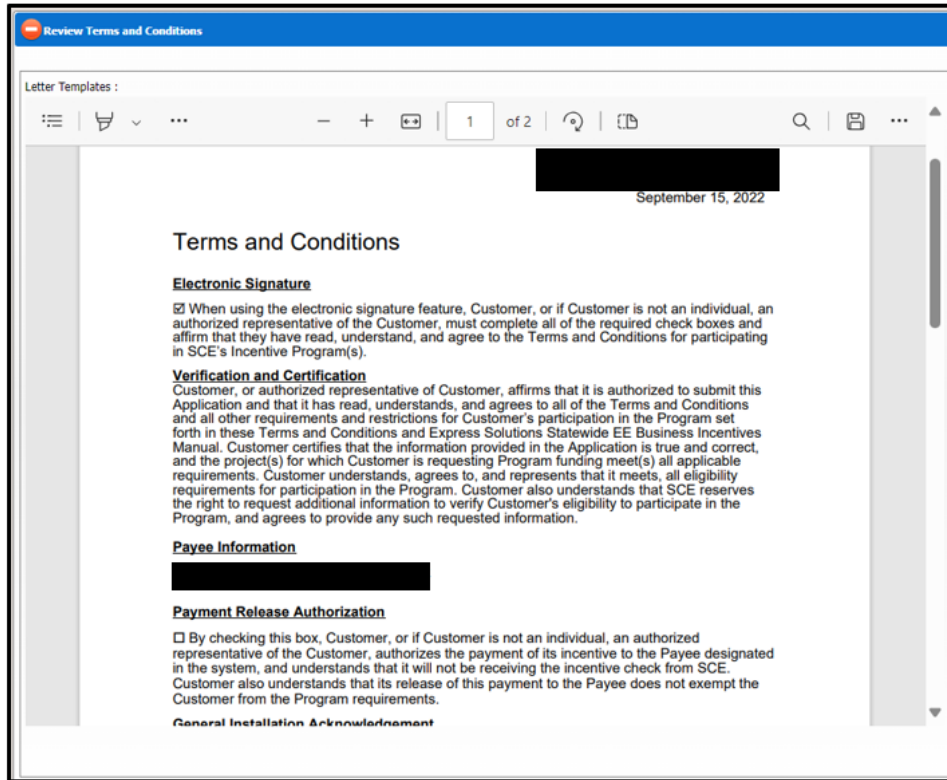 Review Terms and Conditions
Letter Templates :
1 of 2
September 15, 2022
Terms and Conditions
Electronic Signature
☑ When using the electronic signature feature, Customer, or if Customer is not an individual, an
authorized representative of the Customer, must complete all of the required check boxes and
affirm that they have read, understand, and agree to the Terms and Conditions for participating
in SCE's Incentive Program(s).
Verification and Certification
Customer, or authorized representative of Customer, affirms that it is authorized to submit this
Application and that it has read, understands, and agrees to all of the Terms and Conditions
and all other requirements and restrictions for Customer's participation in the Program set
forth in these Terms and Conditions and Express Solutions Statewide EE Business Incentives
Manual. Customer certifies that the information provided in the Application is true and correct,
and the project(s) for which Customer is requesting Program funding meet(s) all applicable
requirements. Customer understands, agrees to, and represents that it meets, all eligibility
requirements for participation in the Program. Customer also understands that SCE reserves
the right to request additional information to verify Customer's eligibility to participate in the
Program, and agrees to provide any such requested information.
Payee Information
Payment Release Authorization
☐ By checking this box, Customer, or if Customer is not an individual, an authorized
representative of the Customer, authorizes the payment of its incentive to the Payee designated
in the system, and understands that it will not be receiving the incentive check from SCE.
Customer also understands that its release of this payment to the Payee does not exempt the
Customer from the Program requirements.
General Installation Acknowledgement